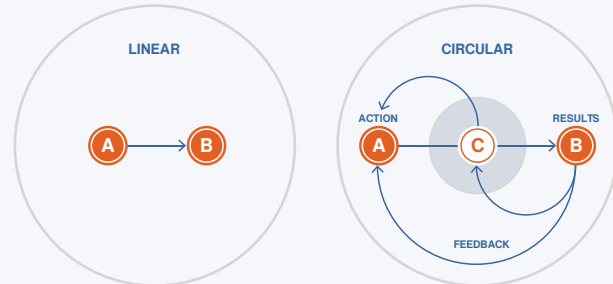 LINEAR
A
B
CIRCULAR
ACTION
RESULTS
A
C
B
FEEDBACK